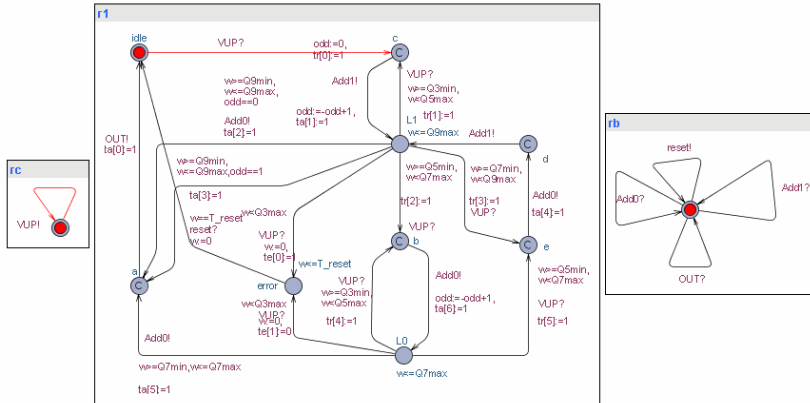 r1
idle
VUP?
odd:=0,
tr[0]:=1
c
C
w>=Q9min,
w<=Q9max,
odd==0
Add1!
VUP?
w>=Q3min,
w<Q5max
tr[1]:=1
Add0!
ta[2]:=1
odd:=-odd+1,
ta[1]:=1
L1
w<=Q9max
Add1!
C
d
OUT!
ta[0]:=1
w>=Q9min,
w<=Q9max,odd==1
ta[3]:=1
w>=Q5min,
w<Q7max
tr[2]:=1
VUP?
w>=Q7min,
w<Q9max
tr[3]:=1
VUP?
Add0!
ta[4]:=1
w==T_reset
reset?
w:=0
w<Q3max
VUP?
w:=0,
te[0]:=1
b
C
C
e
a
C
w<=T_reset
error
VUP?
w>=Q3min,
w<Q5max
tr[4]:=1
Add0!
odd:=-odd+1,
ta[6]:=1
w>=Q5min,
w<Q7max
VUP?
tr[5]:=1
w<Q3max
VUP?
w:=0,
te[1]:=0
Add0!
L0
w>=Q7min,w<=Q7max
ta[5]:=1
w<=Q7max
rc
VUP!
rb
reset!
Add0?
Add1?
OUT?